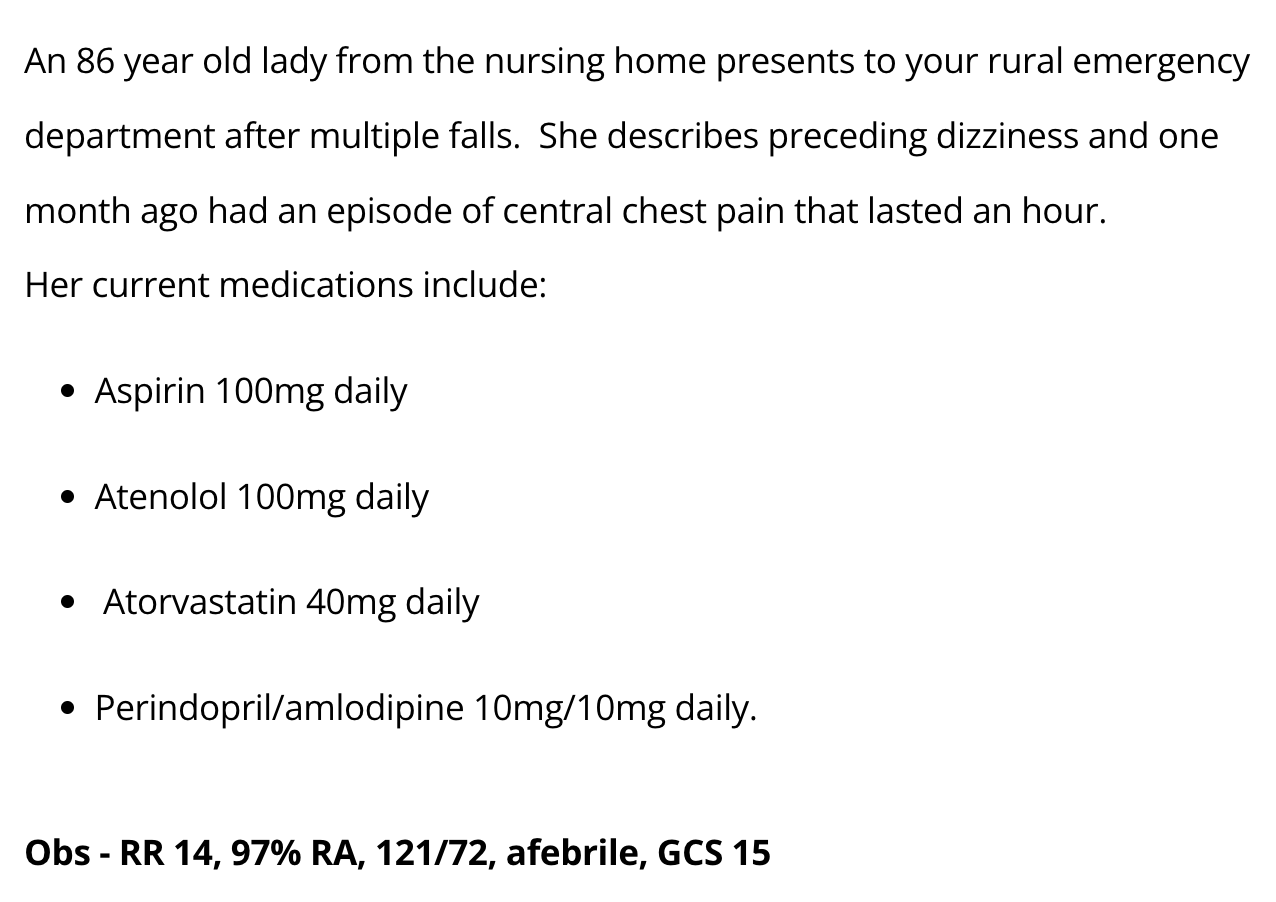 An 86 year old lady from the nursing home presents to your rural emergency
department after multiple falls.  She describes preceding dizziness and one
month ago had an episode of central chest pain that lasted an hour.
Her current medications include:
• Aspirin 100mg daily
• Atenolol 100mg daily
• Atorvastatin 40mg daily
• Perindopril/amlodipine 10mg/10mg daily.
Obs - RR 14, 97% RA, 121/72, afebrile, GCS 15